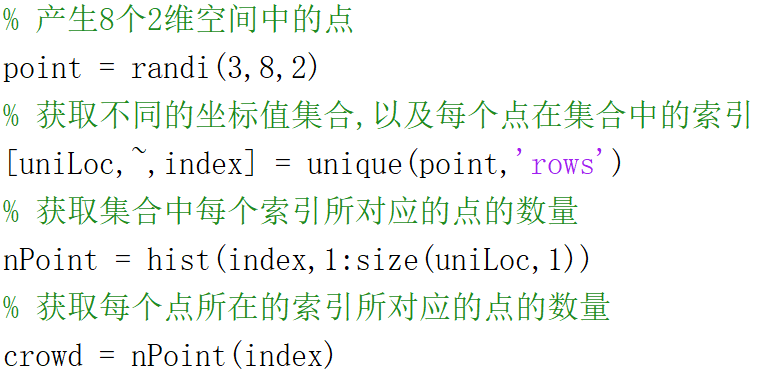 % 产生8个2维空间中的点
point = randi(3,8,2)
% 获取不同的坐标值集合,以及每个点在集合中的索引
[uniLoc,~,index] = unique(point,'rows')
% 获取集合中每个索引所对应的点的数量
nPoint = hist(index,1:size(uniLoc,1))
% 获取每个点所在的索引所对应的点的数量
crowd = nPoint(index)